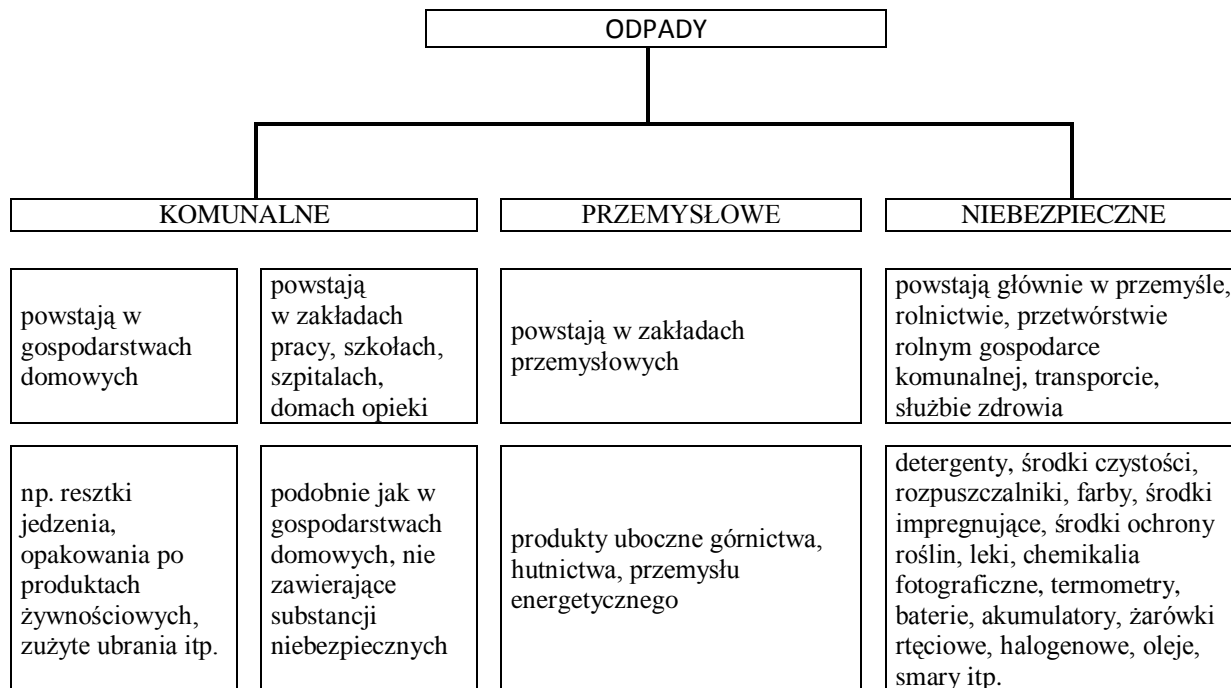 ODPADY
KOMUNALNE
PRZEMYSŁOWE
NIEBEZPIECZNE
powstają w
gospodarstwach
domowych
powstają
w zakładach
pracy, szkołach,
szpitalach,
domach opieki
powstają w zakładach
przemysłowych
powstają głównie w przemyśle,
rolnictwie, przetwórstwie
rolnym gospodarce
komunalnej, transporcie,
służbie zdrowia
np. resztki
jedzenia,
opakowania po
produktach
żywnościowych,
zużyte ubrania itp.
podobnie jak w
gospodarstwach
domowych, nie
zawierające
substancji
niebezpiecznych
produkty uboczne górnictwa,
hutnictwa, przemysłu
energetycznego
detergenty, środki czystości,
rozpuszczalniki, farby, środki
impregnujące, środki ochrony
roślin, leki, chemikalia
fotograficzne, termometry,
baterie, akumulatory, żarówki
rtęciowe, halogenowe, oleje,
smary itp.